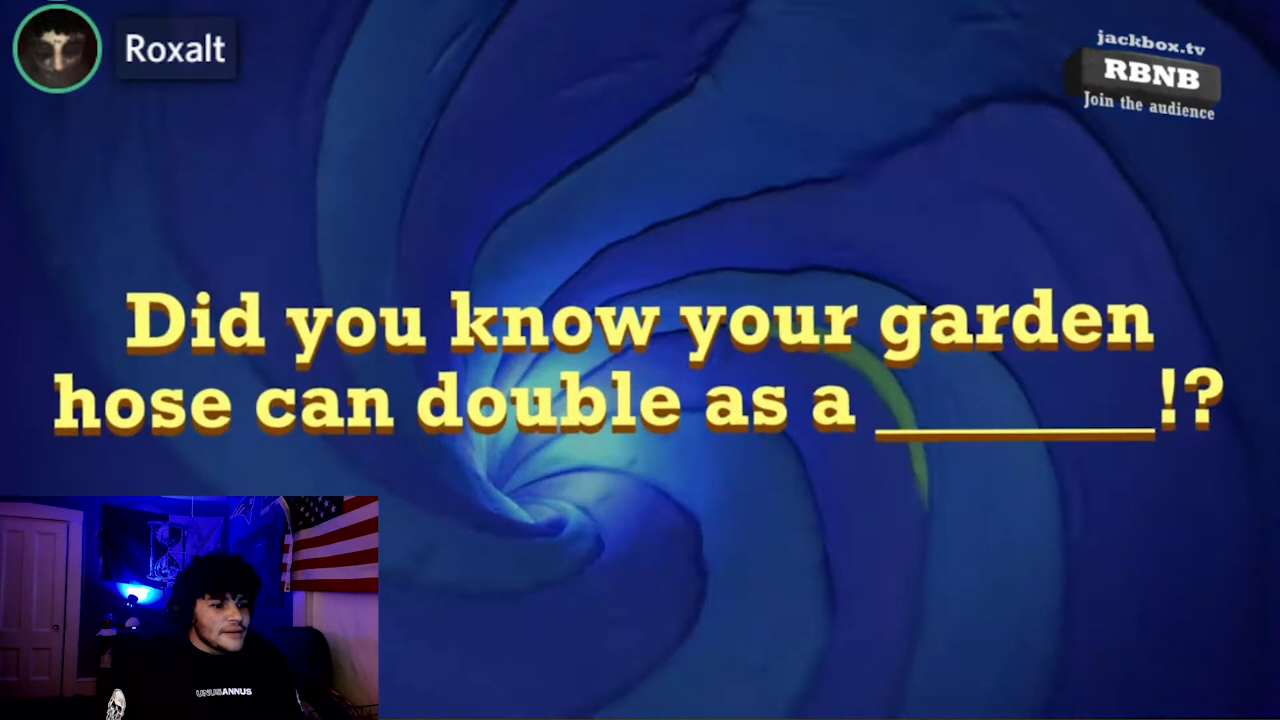 Roxalt
jackbox.tv
RBNB
Join the audience
Did you know your garden
hose can double as a ________!?
UNUSANNUS